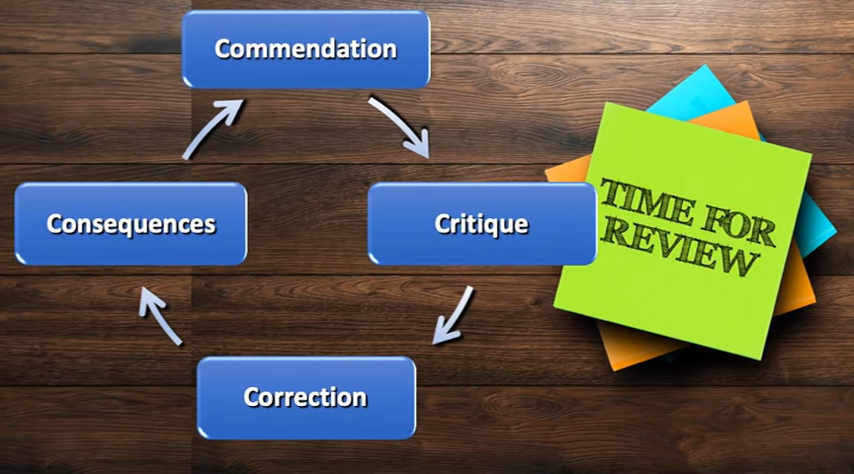 Commendation
Consequences
Critique
TIME FOR
REVIEW
Correction